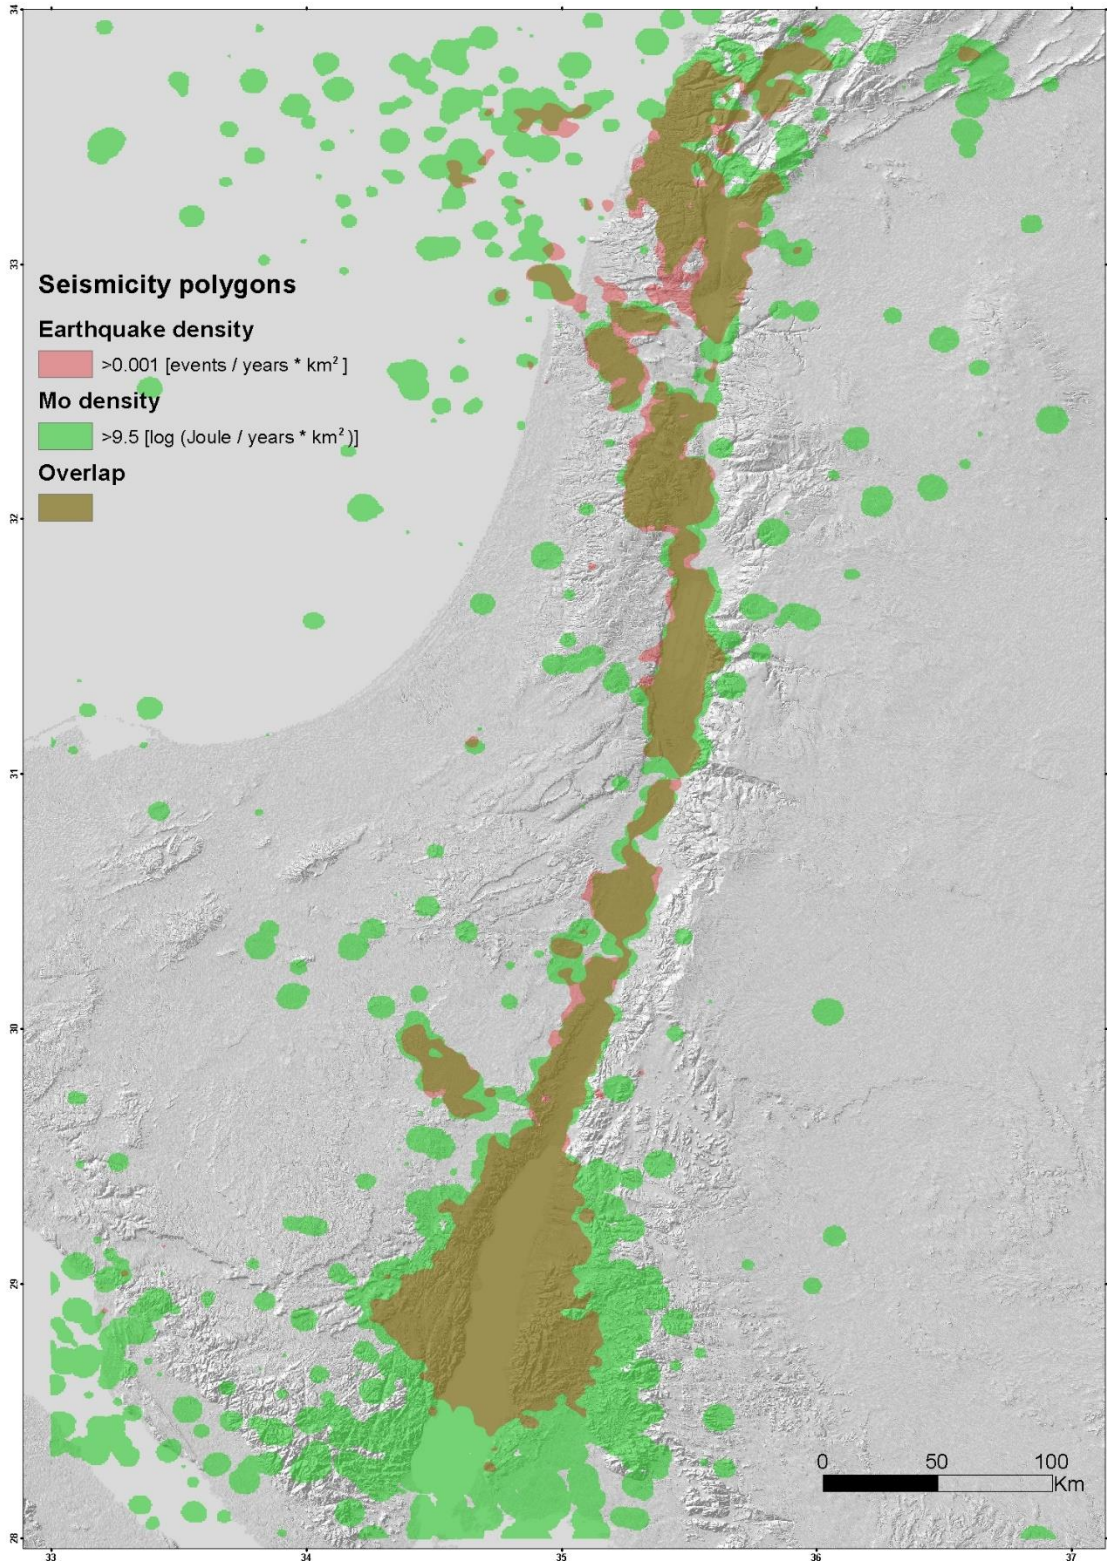 34
33
32
31
30
29
28
Seismicity polygons
Earthquake density
>0.001 [events / years * km²]
Mo density
>9.5 [log (Joule / years * km²)]
Overlap
0 50 100
Km
33 34 35 36 37